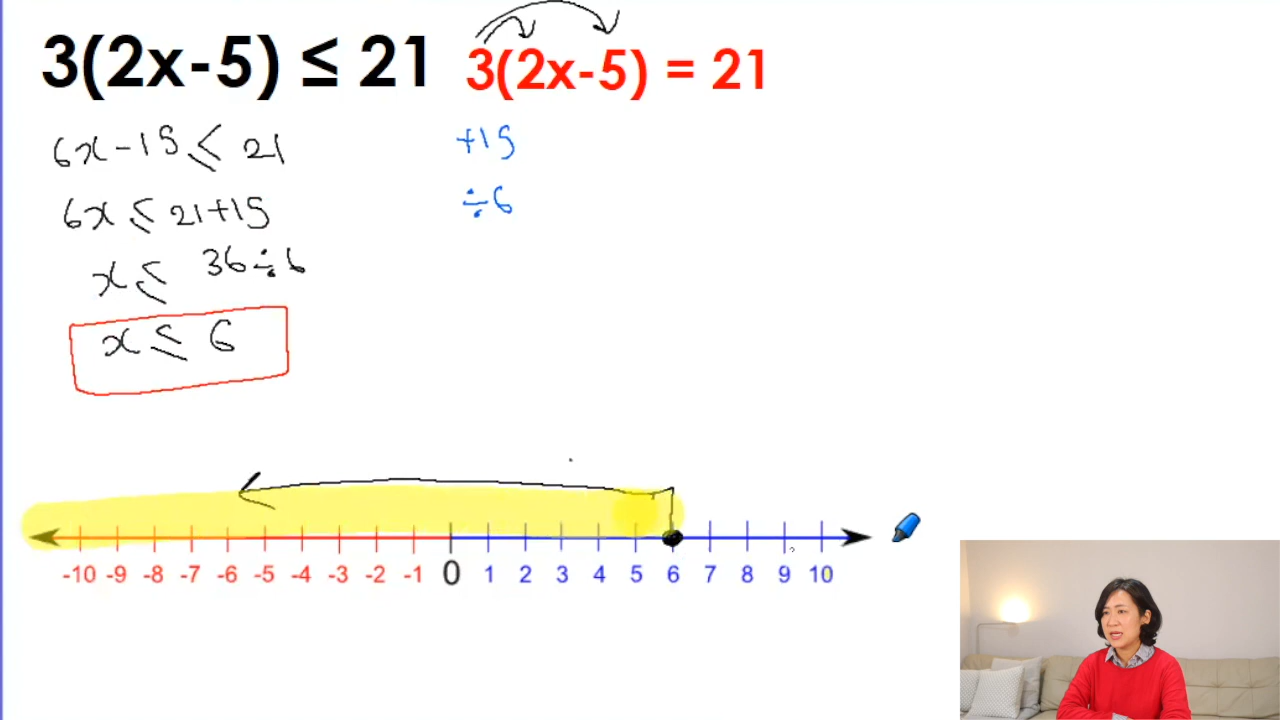 3(2x-5) ≤ 21
3(2x-5) = 21
6x-15 ≤ 21
+15
6x ≤ 21+15
÷6
x ≤ 36÷6
x ≤ 6
-10 -9 -8 -7 -6 -5 -4 -3 -2 -1 0 1 2 3 4 5 6 7 8 9 10